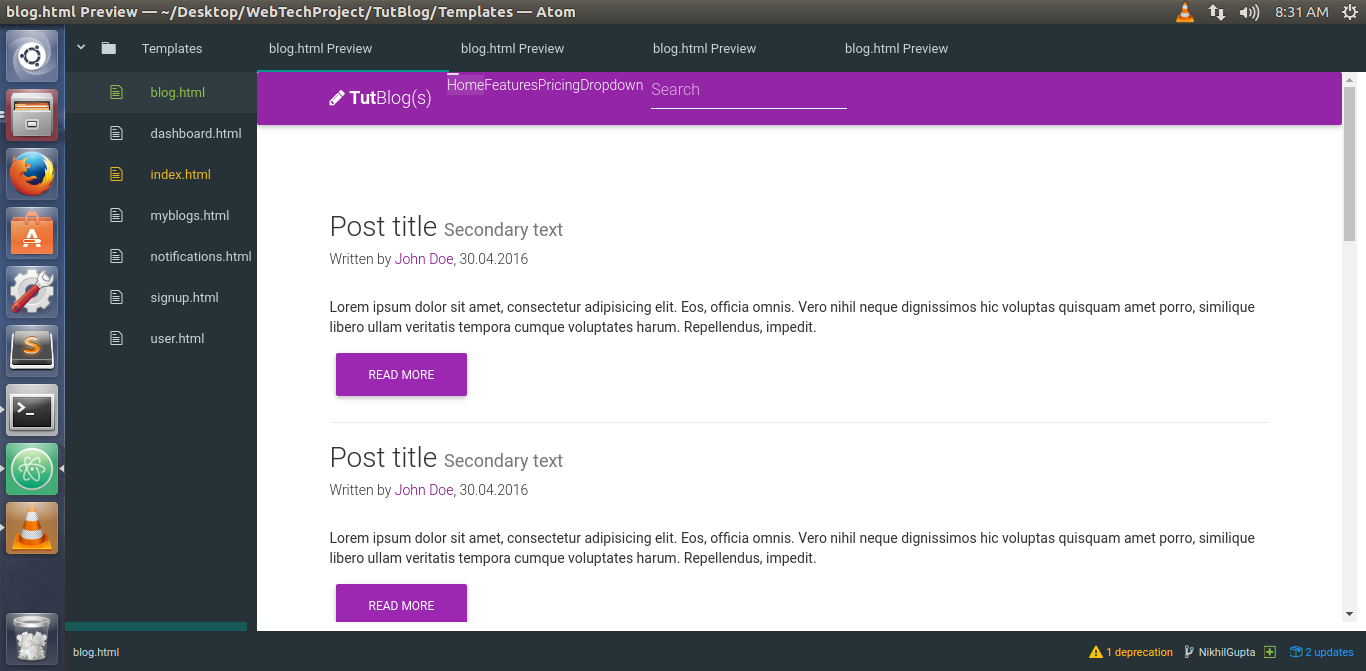 blog.html Preview — ~/Desktop/WebTechProject/TutBlog/Templates — Atom
8:31 AM
Templates
blog.html Preview
blog.html Preview
blog.html Preview
blog.html Preview
blog.html
dashboard.html
index.html
myblogs.html
notifications.html
signup.html
user.html
TutBlog(s)
HomeFeaturesPricingDropdown
Search
Post title Secondary text
Written by John Doe, 30.04.2016
Lorem ipsum dolor sit amet, consectetur adipisicing elit. Eos, officia omnis. Vero nihil neque dignissimos hic voluptas quisquam amet porro, similique
libero ullam veritatis tempora cumque voluptates harum. Repellendus, impedit.
READ MORE
Post title Secondary text
Written by John Doe, 30.04.2016
Lorem ipsum dolor sit amet, consectetur adipisicing elit. Eos, officia omnis. Vero nihil neque dignissimos hic voluptas quisquam amet porro, similique
libero ullam veritatis tempora cumque voluptates harum. Repellendus, impedit.
READ MORE
blog.html
1 deprecation
NikhilGupta
2 updates